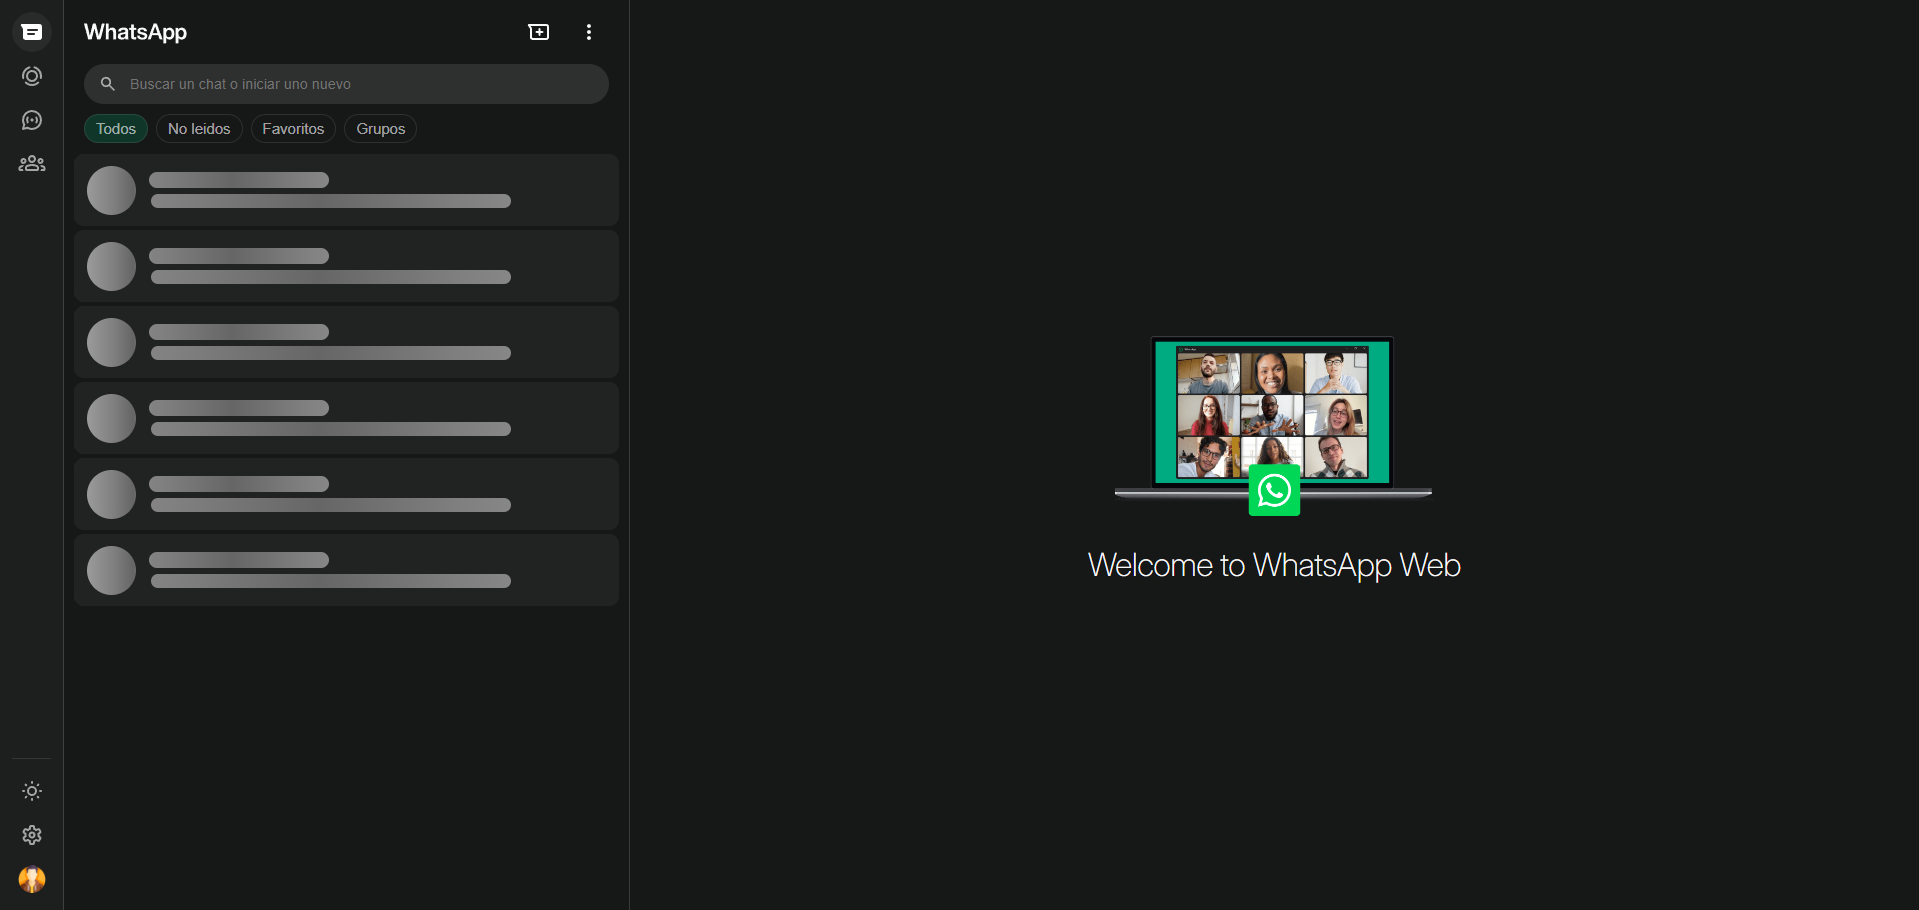 WhatsApp
Buscar un chat o iniciar uno nuevo
Todos
No leidos
Favoritos
Grupos
Welcome to WhatsApp Web